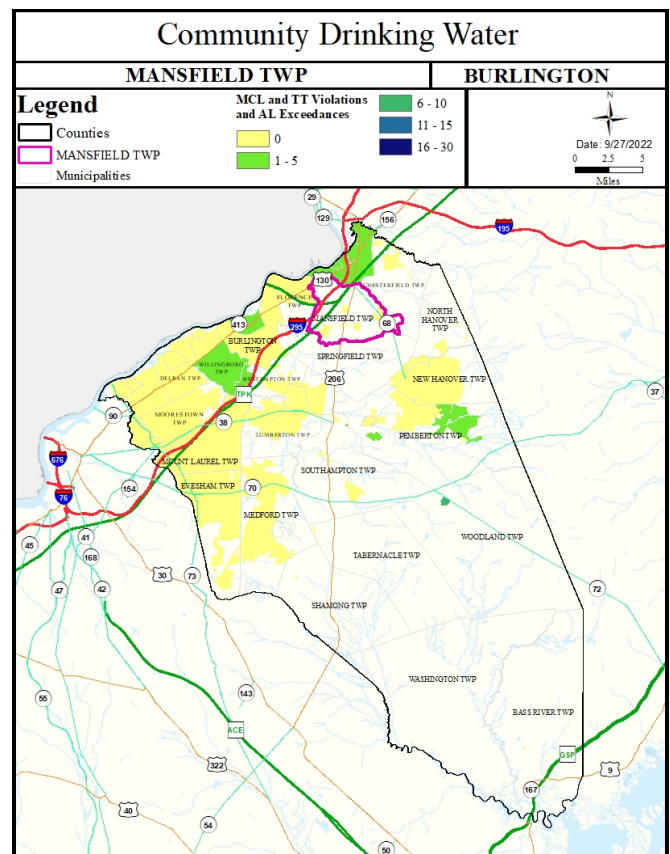 Community Drinking Water
MANSFIELD TWP
BURLINGTON
Legend
Counties
MANSFIELD TWP
Municipalities
MCL and TT Violations
and AL Exceedances
0
1 - 5
6 - 10
11 - 15
16 - 30
N
Date: 9/27/2022
0 2.5 5
Miles
29
129
156
195
130
CHESTERFIELD TWP
FLORENCE
TWP
413
295
MANSFIELD TWP
68
NORTH
HANOVER
TWP
BURLINGTON
TWP
SPRINGFIELD TWP
WILLINGBORO
TWP
DELRAN TWP
WESTAMPTON TWP
206
NEW HANOVER TWP
37
TPK
90
MOORESTOWN
TWP
38
LUMBERTON TWP
PEMBERTON TWP
676
MOUNT LAUREL TWP
SOUTHAMPTON TWP
76
154
EVESHAM TWP
70
MEDFORD TWP
45
41
168
WOODLAND TWP
TABERNACLE TWP
30
73
47
42
72
SHAMONG TWP
WASHINGTON TWP
55
143
BASS RIVER TWP
ACE
GSP
322
9
167
40
54
50